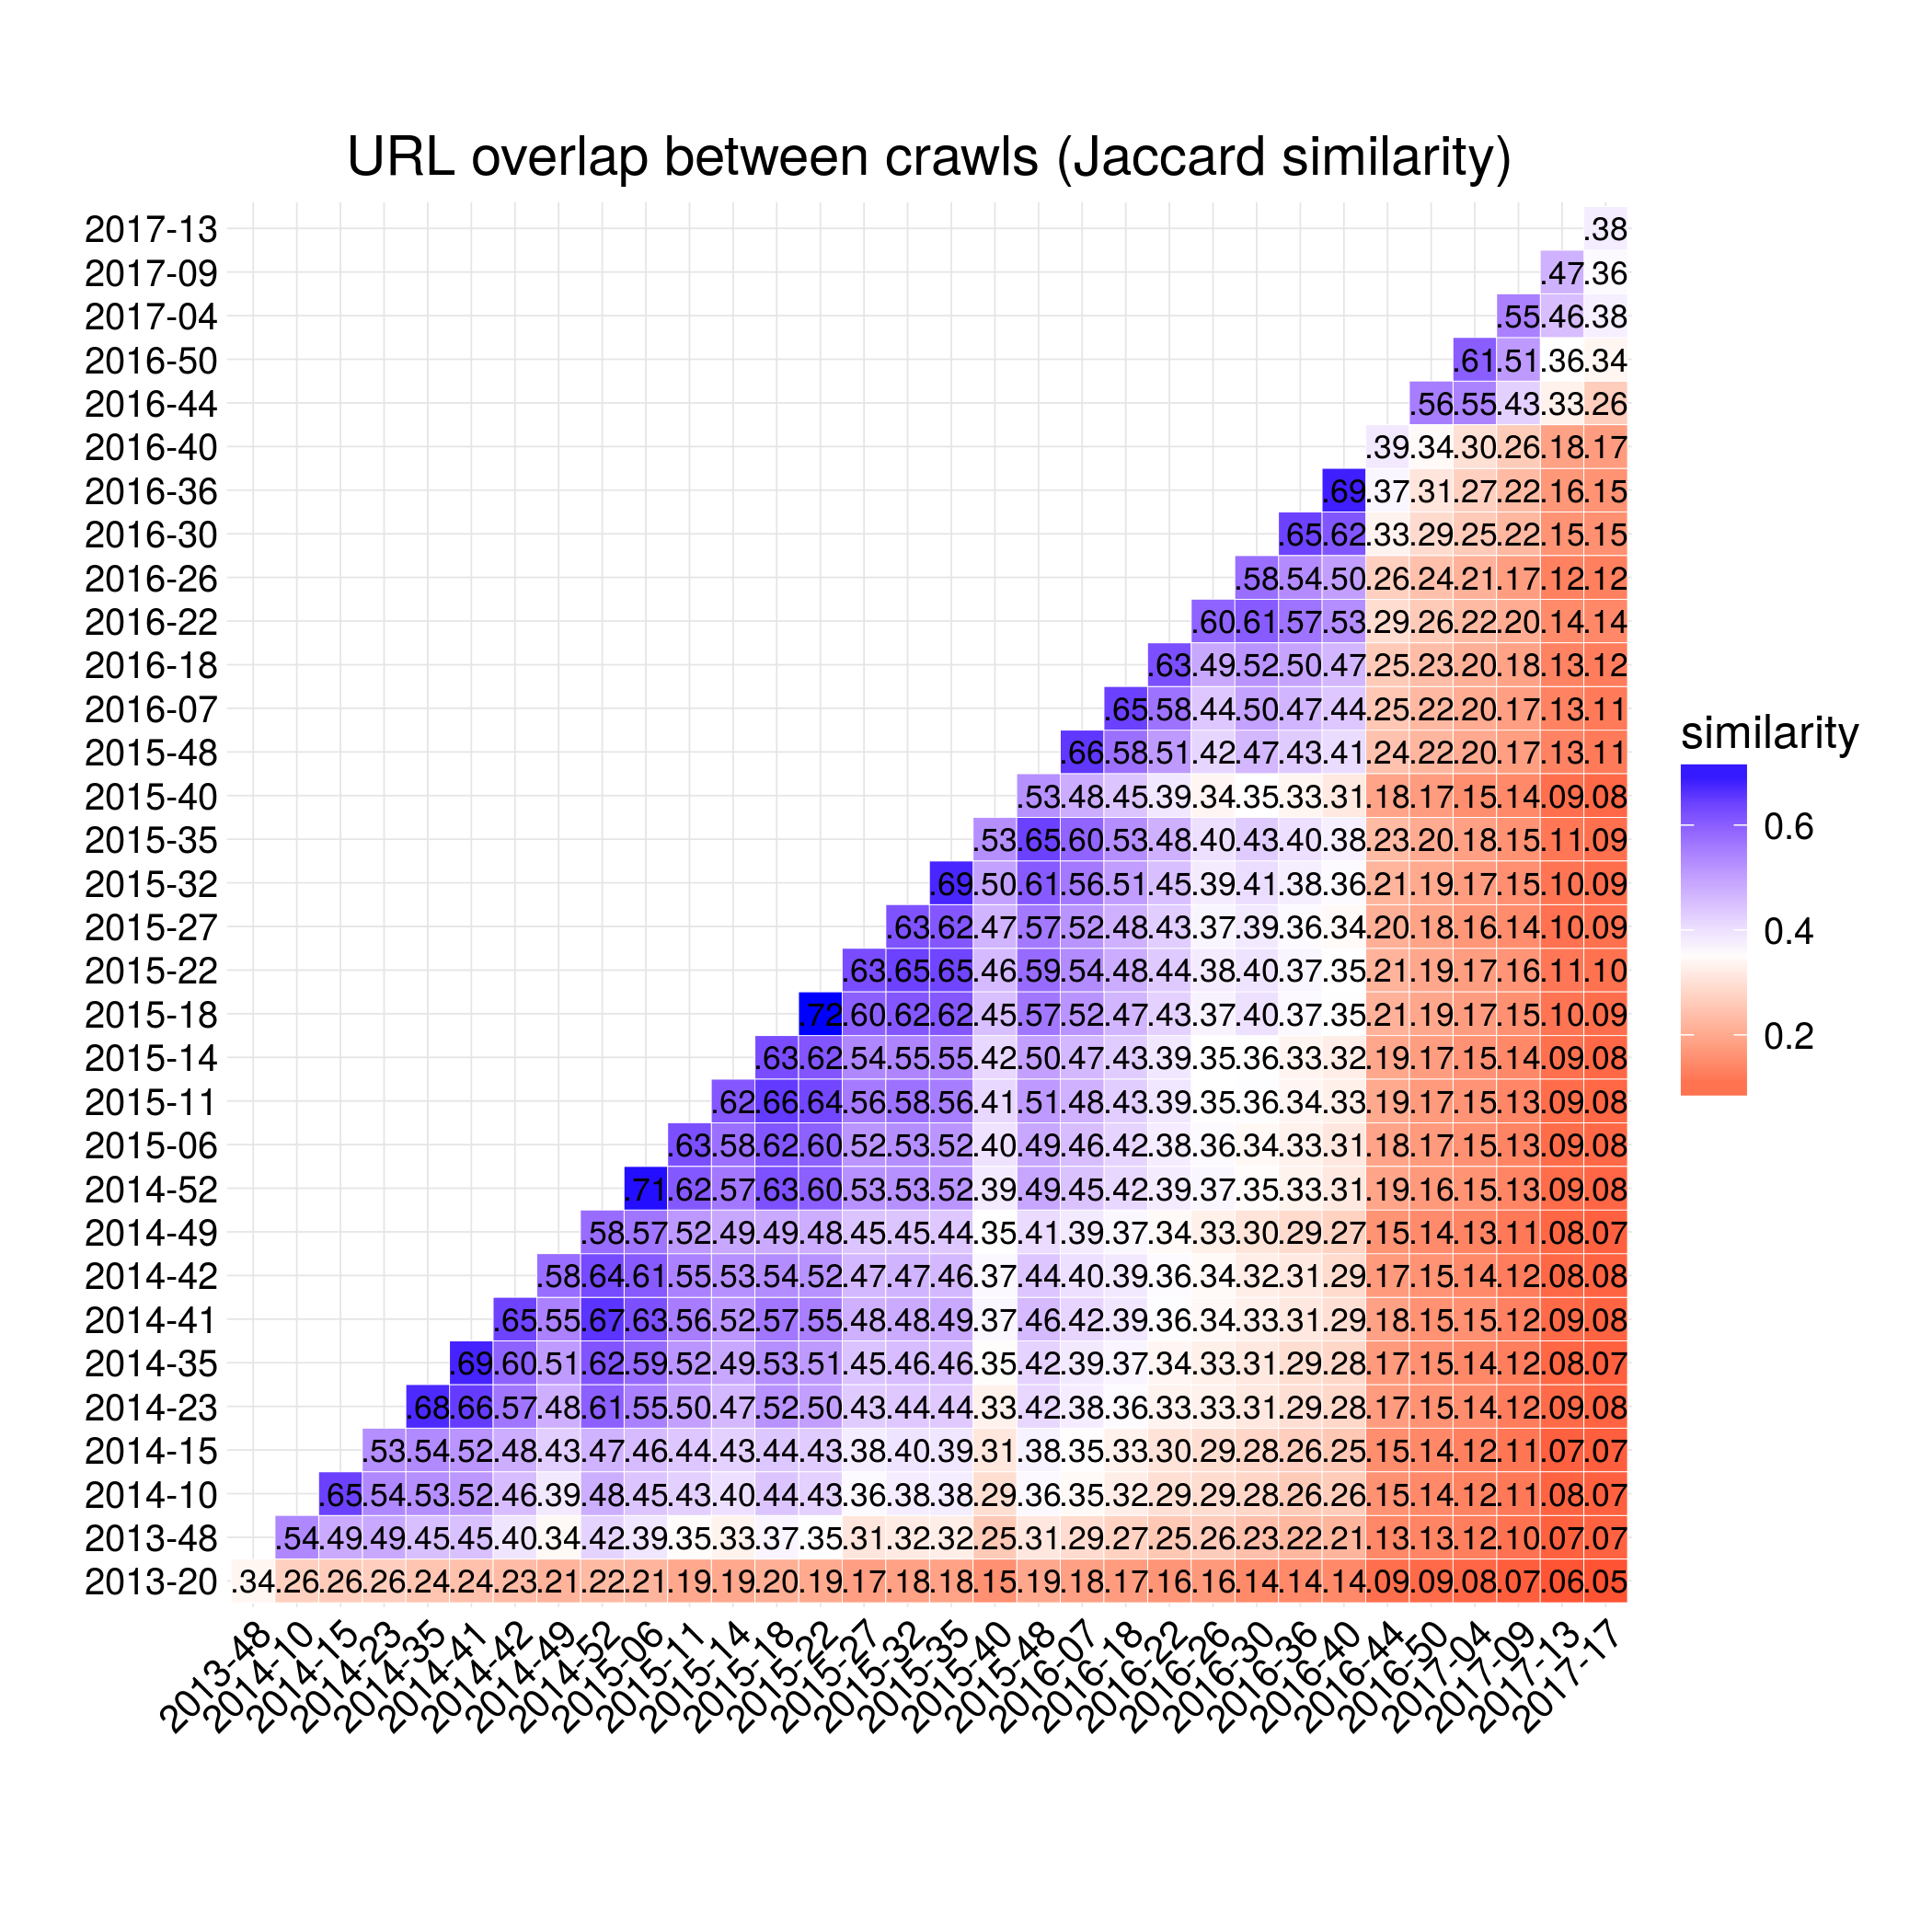 URL overlap between crawls (Jaccard similarity)
2017-13 .38
2017-09 .47 .36
2017-04 .55 .46 .38
2016-50 .61 .51 .36 .34
2016-44 .56 .55 .43 .33 .26
2016-40 .39 .34 .30 .26 .18 .17
2016-36 .69 .37 .31 .27 .22 .16 .15
2016-30 .65 .62 .33 .29 .25 .22 .15 .15
2016-26 .58 .54 .50 .26 .24 .21 .17 .12 .12
2016-22 .60 .61 .57 .53 .29 .26 .22 .20 .14 .14
2016-18 .63 .49 .52 .50 .47 .25 .23 .20 .18 .13 .12
2016-07 .65 .58 .44 .50 .47 .44 .25 .22 .20 .17 .13 .11
2015-48 .66 .58 .51 .42 .47 .43 .41 .24 .22 .20 .17 .13 .11
2015-40 .53 .48 .45 .39 .34 .35 .33 .31 .18 .17 .15 .14 .09 .08
2015-35 .53 .65 .60 .53 .48 .40 .43 .40 .38 .23 .20 .18 .15 .11 .09
2015-32 .69 .50 .61 .56 .51 .45 .39 .41 .38 .36 .21 .19 .17 .15 .10 .09
2015-27 .63 .62 .47 .57 .52 .48 .43 .37 .39 .36 .34 .20 .18 .16 .14 .10 .09
2015-22 .63 .65 .65 .46 .59 .54 .48 .44 .38 .40 .37 .35 .21 .19 .17 .16 .11 .10
2015-18 .72 .60 .62 .62 .45 .57 .52 .47 .43 .37 .40 .37 .35 .21 .19 .17 .15 .10 .09
2015-14 .63 .62 .54 .55 .55 .42 .50 .47 .43 .39 .35 .36 .33 .32 .19 .17 .15 .14 .09 .08
2015-11 .62 .66 .64 .56 .58 .56 .41 .51 .48 .43 .39 .35 .36 .34 .33 .19 .17 .15 .13 .09 .08
2015-06 .63 .58 .62 .60 .52 .53 .52 .40 .49 .46 .42 .38 .36 .34 .33 .31 .18 .17 .15 .13 .09 .08
2014-52 .71 .62 .57 .63 .60 .53 .53 .52 .39 .49 .45 .42 .39 .37 .35 .33 .31 .19 .16 .15 .13 .09 .08
2014-49 .58 .57 .52 .49 .49 .48 .45 .45 .44 .35 .41 .39 .37 .34 .33 .30 .29 .27 .15 .14 .13 .11 .08 .07
2014-42 .58 .64 .61 .55 .53 .54 .52 .47 .47 .46 .37 .44 .40 .39 .36 .34 .32 .31 .29 .17 .15 .14 .12 .08 .08
2014-41 .65 .55 .67 .63 .56 .52 .57 .55 .48 .48 .49 .37 .46 .42 .39 .36 .34 .33 .31 .29 .18 .15 .15 .12 .09 .08
2014-35 .69 .60 .51 .62 .59 .52 .49 .53 .51 .45 .46 .46 .35 .42 .39 .37 .34 .33 .31 .29 .28 .17 .15 .14 .12 .08 .07
2014-23 .68 .66 .57 .48 .61 .55 .50 .47 .52 .50 .43 .44 .44 .33 .42 .38 .36 .33 .33 .31 .29 .28 .17 .15 .14 .12 .09 .08
2014-15 .53 .54 .52 .48 .43 .47 .46 .44 .43 .44 .43 .38 .40 .39 .31 .38 .35 .33 .30 .29 .28 .26 .25 .15 .14 .12 .11 .07 .07
2014-10 .65 .54 .53 .52 .46 .39 .48 .45 .43 .40 .44 .43 .36 .38 .38 .29 .36 .35 .32 .29 .29 .28 .26 .26 .15 .14 .12 .11 .08 .07
2013-48 .54 .49 .49 .45 .45 .40 .34 .42 .39 .35 .33 .37 .35 .31 .32 .32 .25 .31 .29 .27 .25 .26 .23 .22 .21 .13 .13 .12 .10 .07 .07
2013-20 .34 .26 .26 .26 .24 .24 .23 .21 .22 .21 .19 .19 .20 .19 .17 .18 .18 .15 .19 .18 .17 .16 .16 .14 .14 .14 .09 .09 .08 .07 .06 .05
2013-48 2014-10 2014-15 2014-23 2014-35 2014-41 2014-42 2014-49 2014-52 2015-06 2015-11 2015-14 2015-18 2015-22 2015-27 2015-32 2015-35 2015-40 2015-48 2016-07 2016-18 2016-22 2016-26 2016-30 2016-36 2016-40 2016-44 2016-50 2017-04 2017-09 2017-13 2017-17
similarity
0.6
0.4
0.2